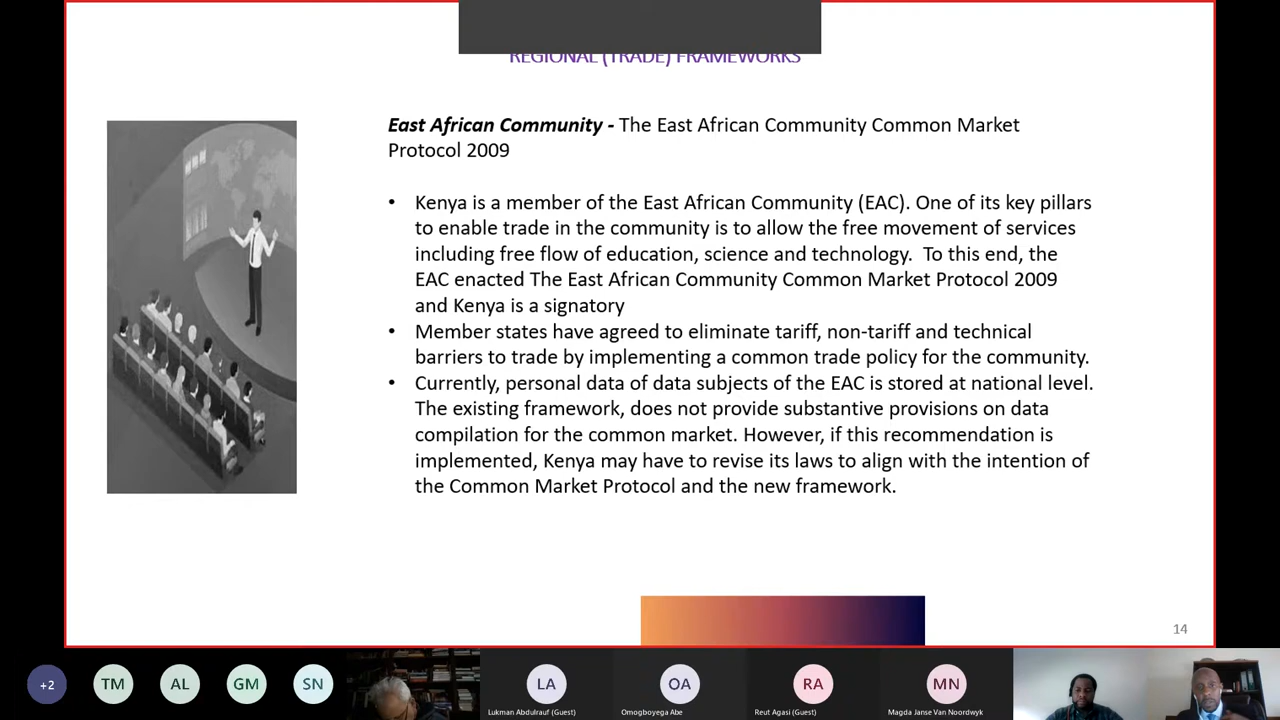 REGIONAL (TRADE) FRAMEWORKS
East African Community - The East African Community Common Market
Protocol 2009
• Kenya is a member of the East African Community (EAC). One of its key pillars
to enable trade in the community is to allow the free movement of services
including free flow of education, science and technology.  To this end, the
EAC enacted The East African Community Common Market Protocol 2009
and Kenya is a signatory
• Member states have agreed to eliminate tariff, non-tariff and technical
barriers to trade by implementing a common trade policy for the community.
• Currently, personal data of data subjects of the EAC is stored at national level.
The existing framework, does not provide substantive provisions on data
compilation for the common market. However, if this recommendation is
implemented, Kenya may have to revise its laws to align with the intention of
the Common Market Protocol and the new framework.
14
+2
TM
AL
GM
SN
LA
OA
RA
MN
Lukman Abdulrauf (Guest)
Omogboyega Abe
Reut Agasi (Guest)
Magda Janse Van Noordwyk